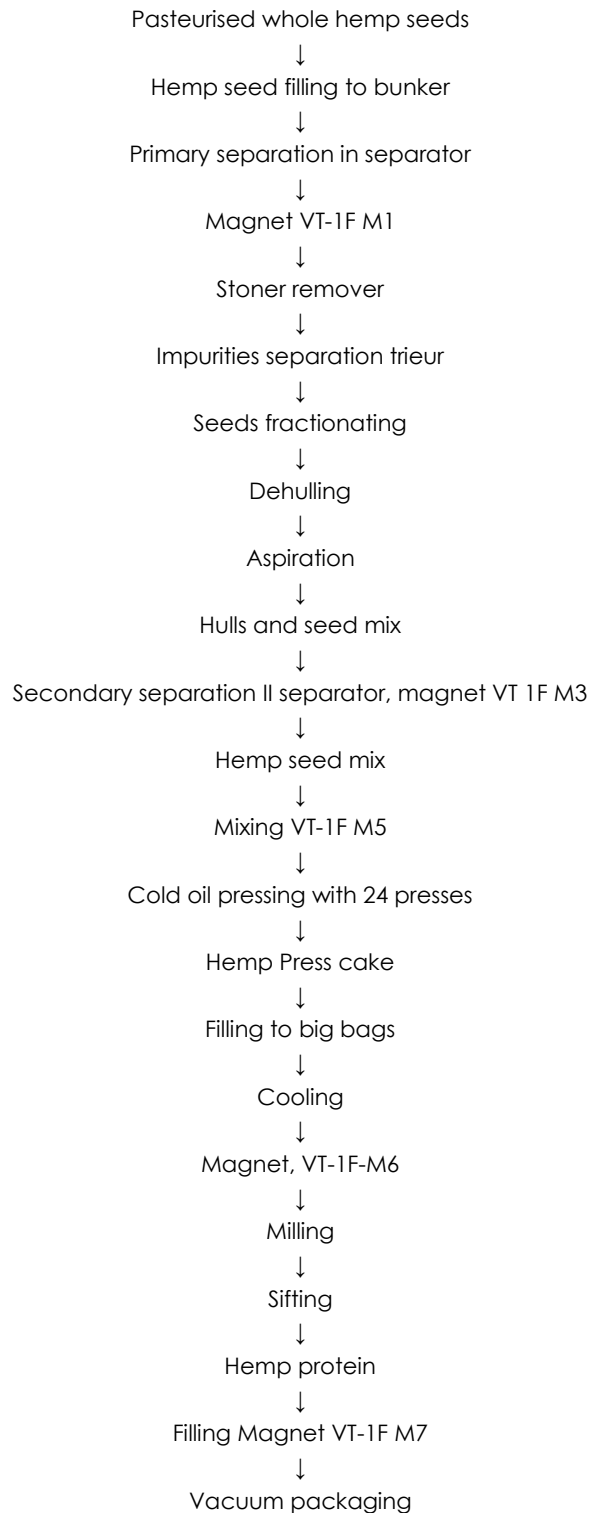 Pasteurised whole hemp seeds
↓
Hemp seed filling to bunker
↓
Primary separation in separator
↓
Magnet VT-1F M1
↓
Stoner remover
↓
Impurities separation trieur
↓
Seeds fractionating
↓
Dehulling
↓
Aspiration
↓
Hulls and seed mix
↓
Secondary separation II separator, magnet VT 1F M3
↓
Hemp seed mix
↓
Mixing VT-1F M5
↓
Cold oil pressing with 24 presses
↓
Hemp Press cake
↓
Filling to big bags
↓
Cooling
↓
Magnet, VT-1F-M6
↓
Milling
↓
Sifting
↓
Hemp protein
↓
Filling Magnet VT-1F M7
↓
Vacuum packaging